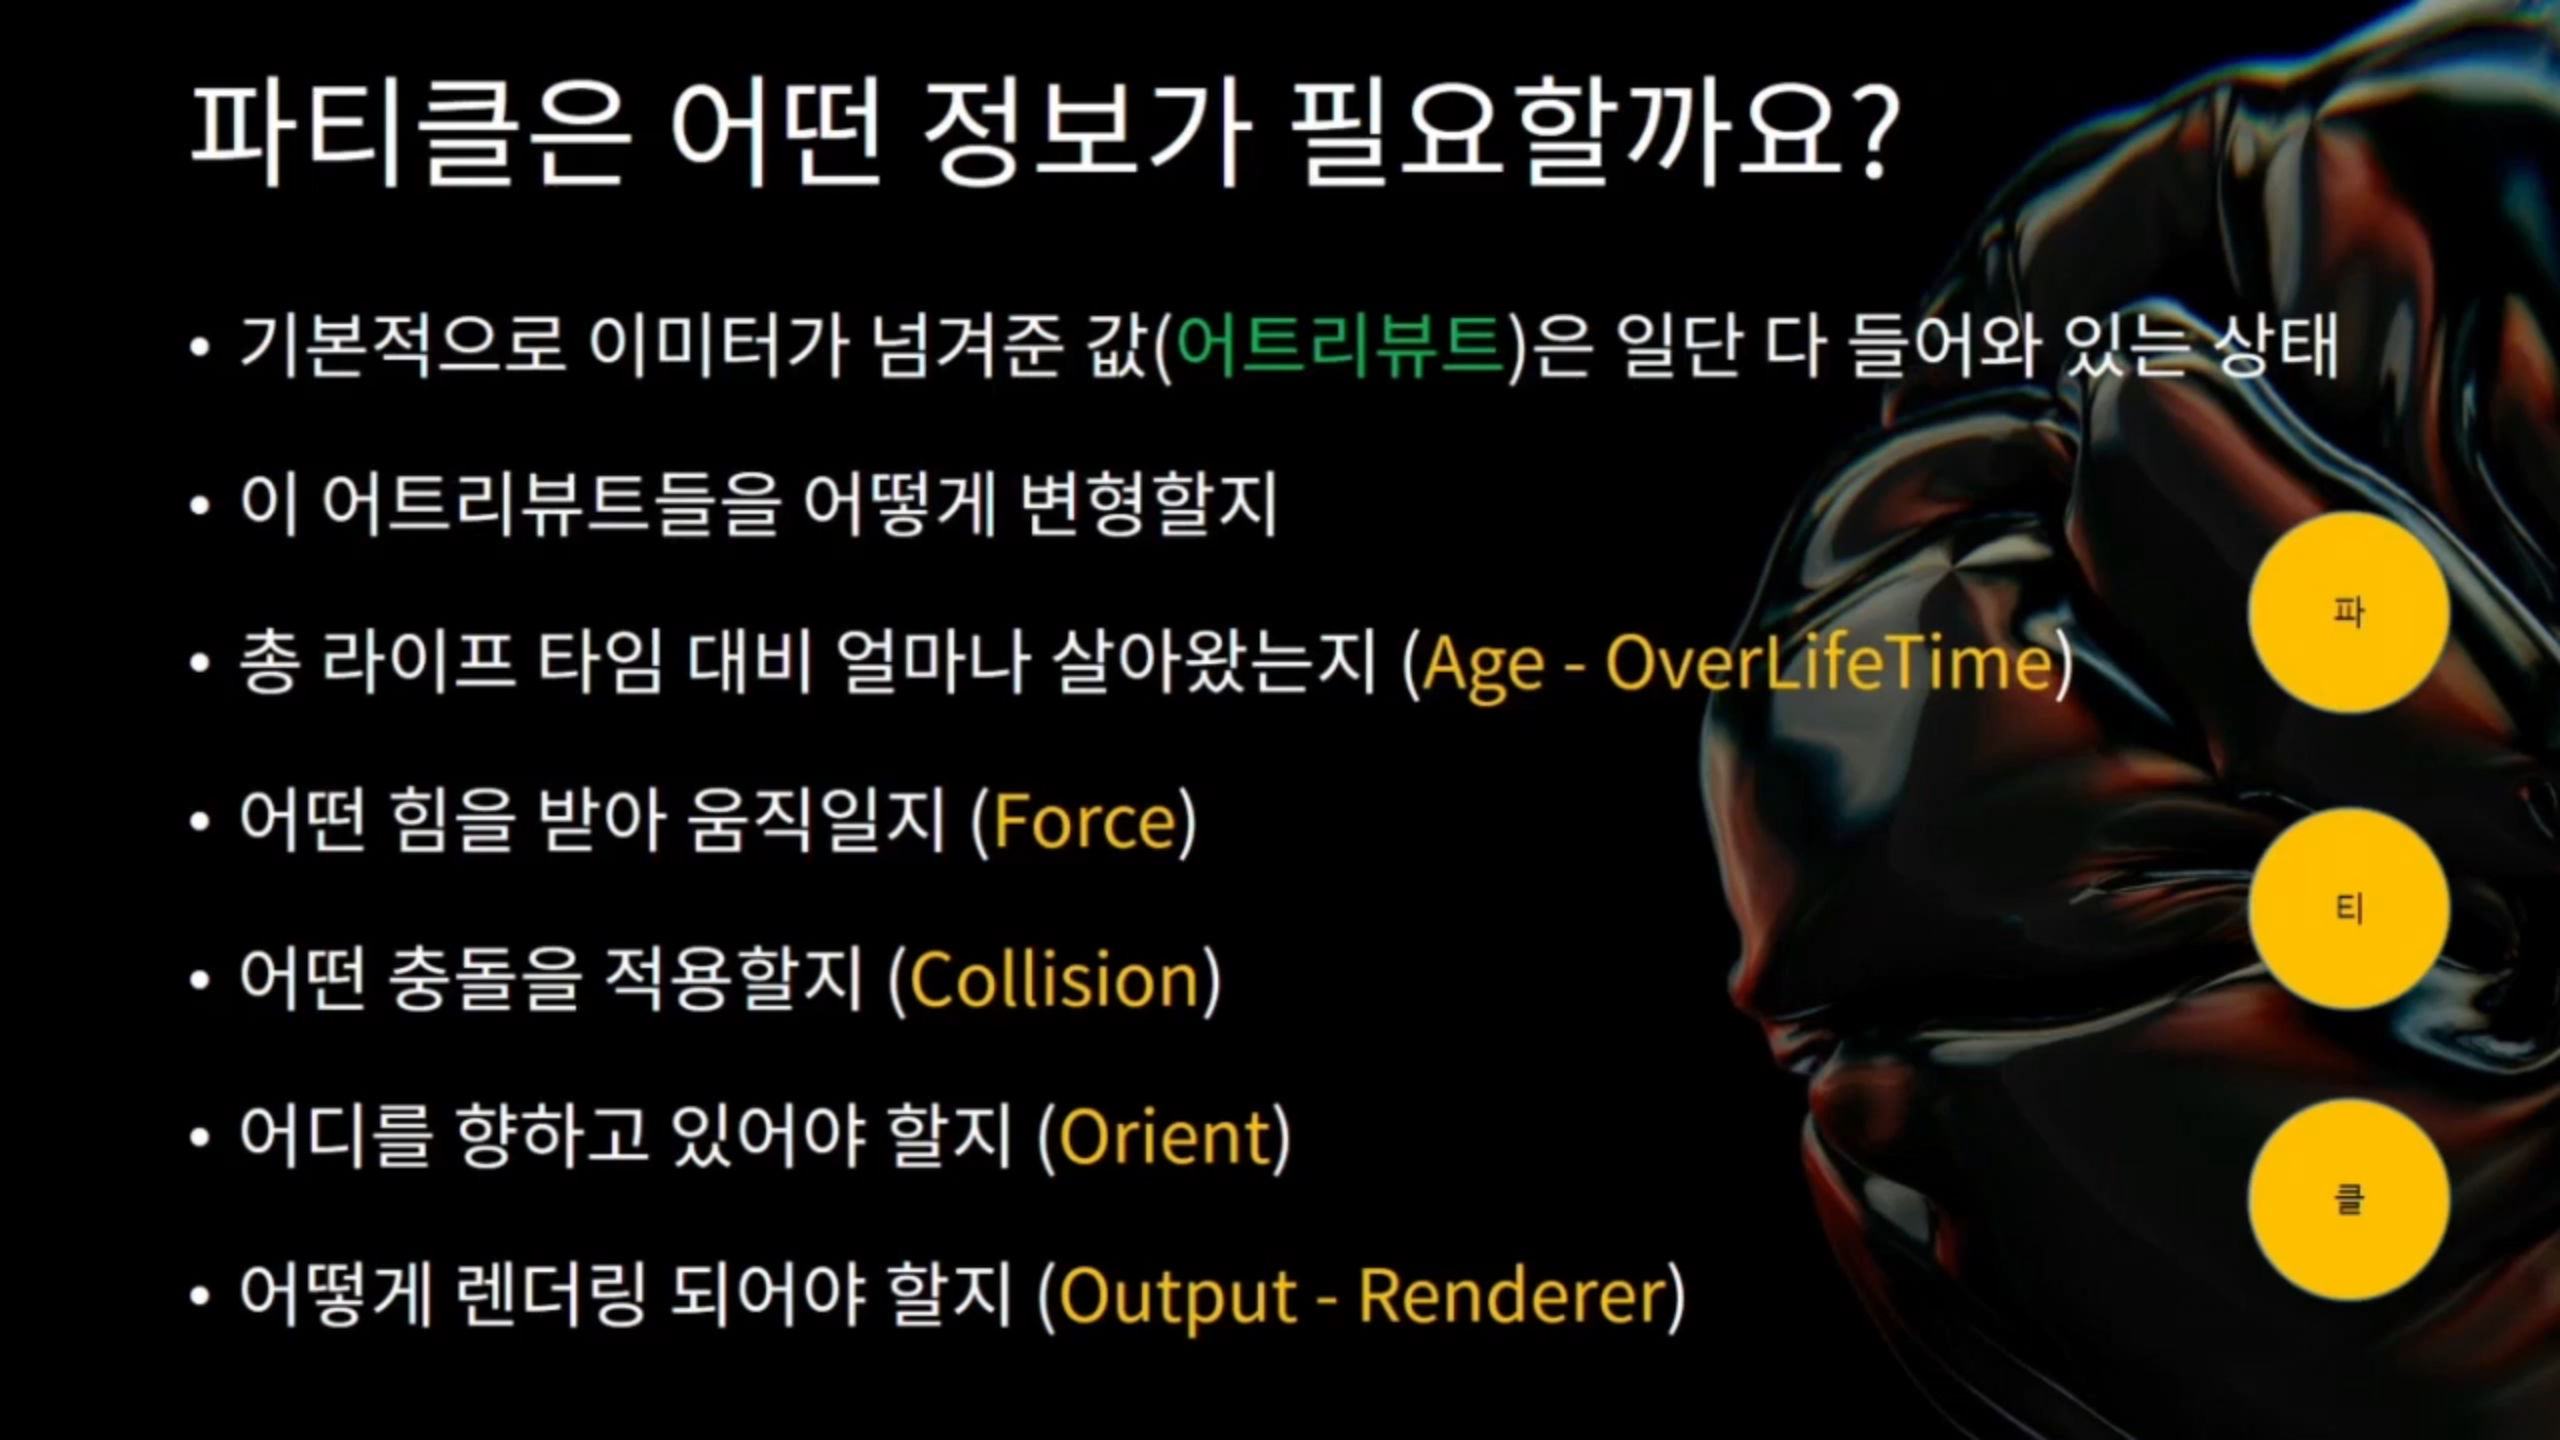 파티클은 어떤 정보가 필요할까요?
• 기본적으로 이미터가 넘겨준 값(어트리뷰트)은 일단 다 들어와 있는 상태
• 이 어트리뷰트들을 어떻게 변형할지
• 총 라이프 타임 대비 얼마나 살아왔는지 (Age - OverLifeTime)
• 어떤 힘을 받아 움직일지 (Force)
• 어떤 충돌을 적용할지 (Collision)
• 어디를 향하고 있어야 할지 (Orient)
• 어떻게 렌더링 되어야 할지 (Output - Renderer)
파
티
클